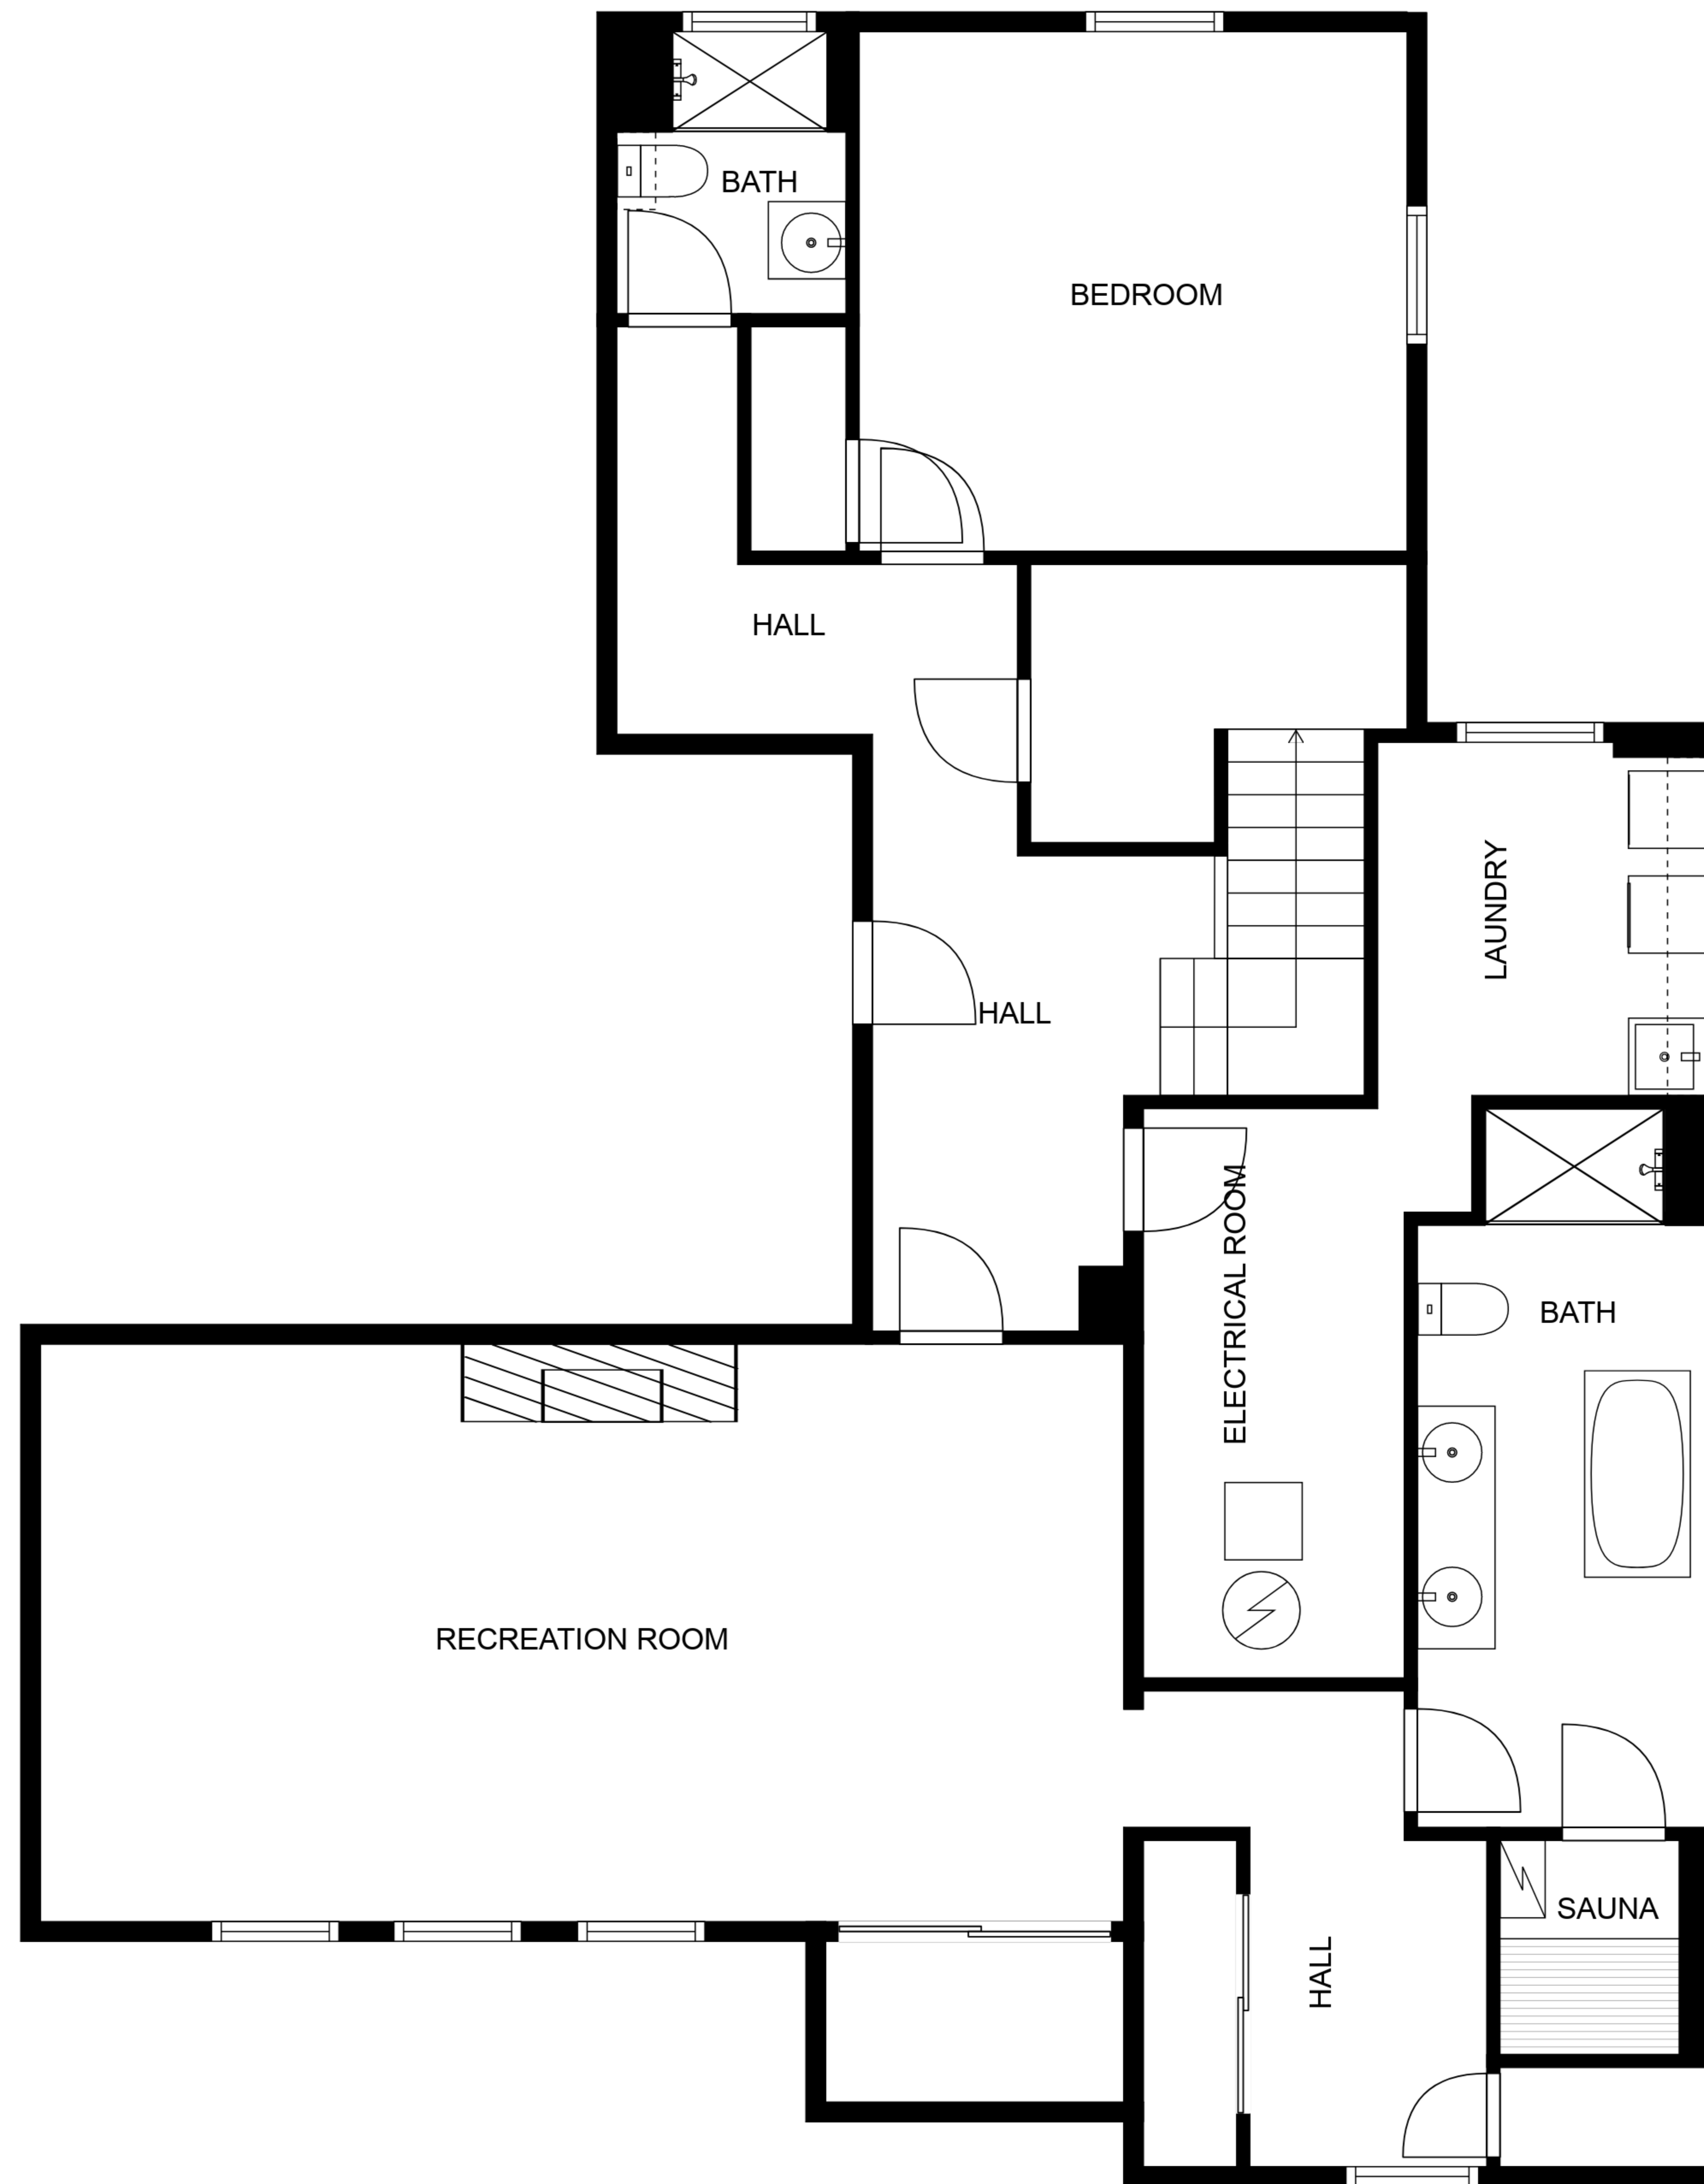 BATH
BEDROOM
HALL
LAUNDRY
HALL
ELECTRICAL ROOM
BATH
RECREATION ROOM
SAUNA
HALL